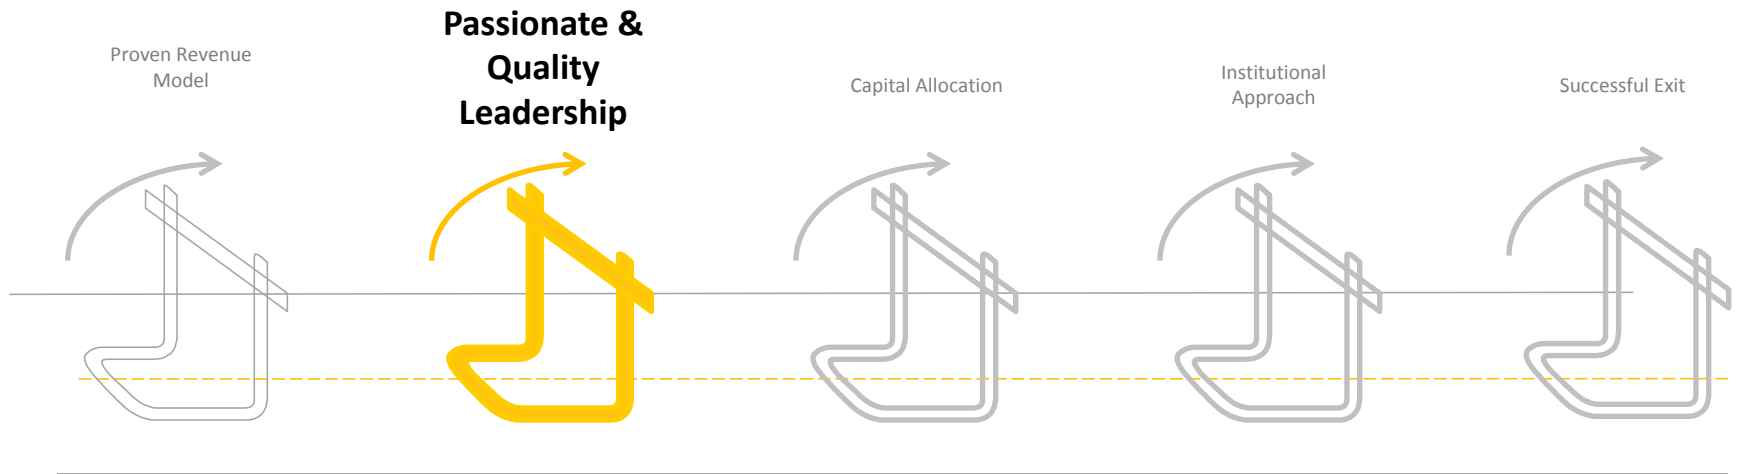 Proven Revenue
Model
Passionate &
Quality
Leadership
Capital Allocation
Institutional
Approach
Successful Exit